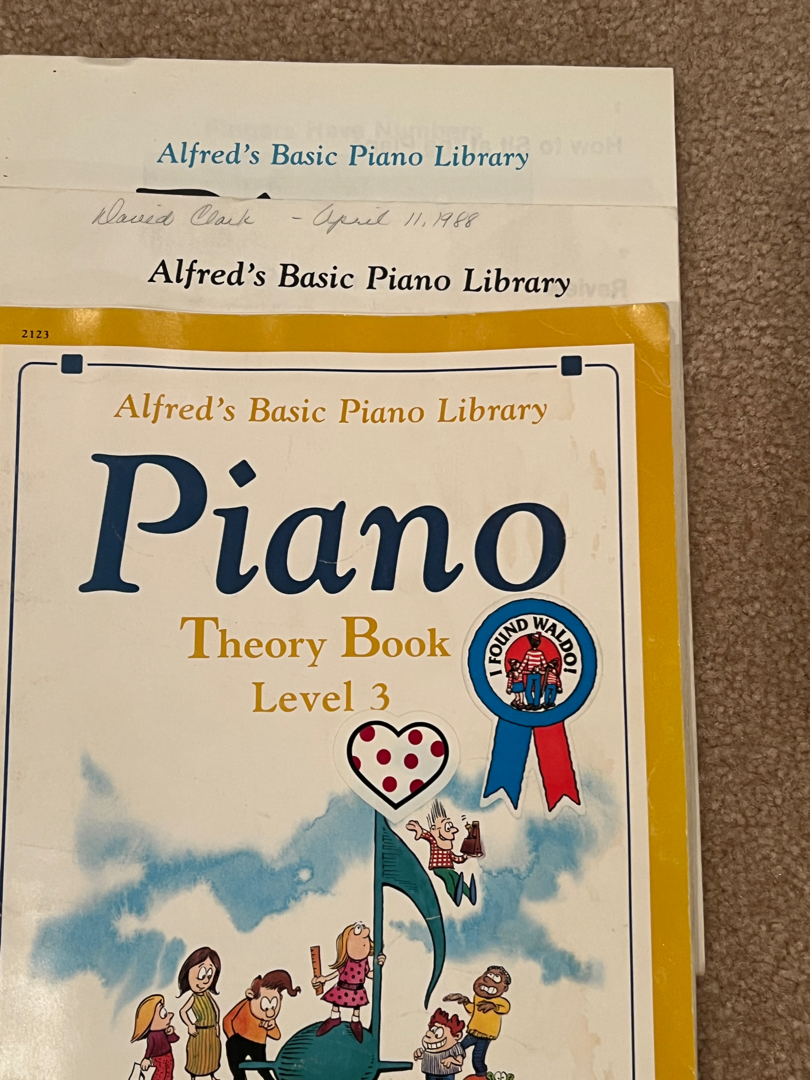 Alfred's Basic Piano Library
David Clark - April 11, 1988
Alfred's Basic Piano Library
2123
Alfred's Basic Piano Library
Piano
Theory Book
Level 3
I FOUND WALDO!